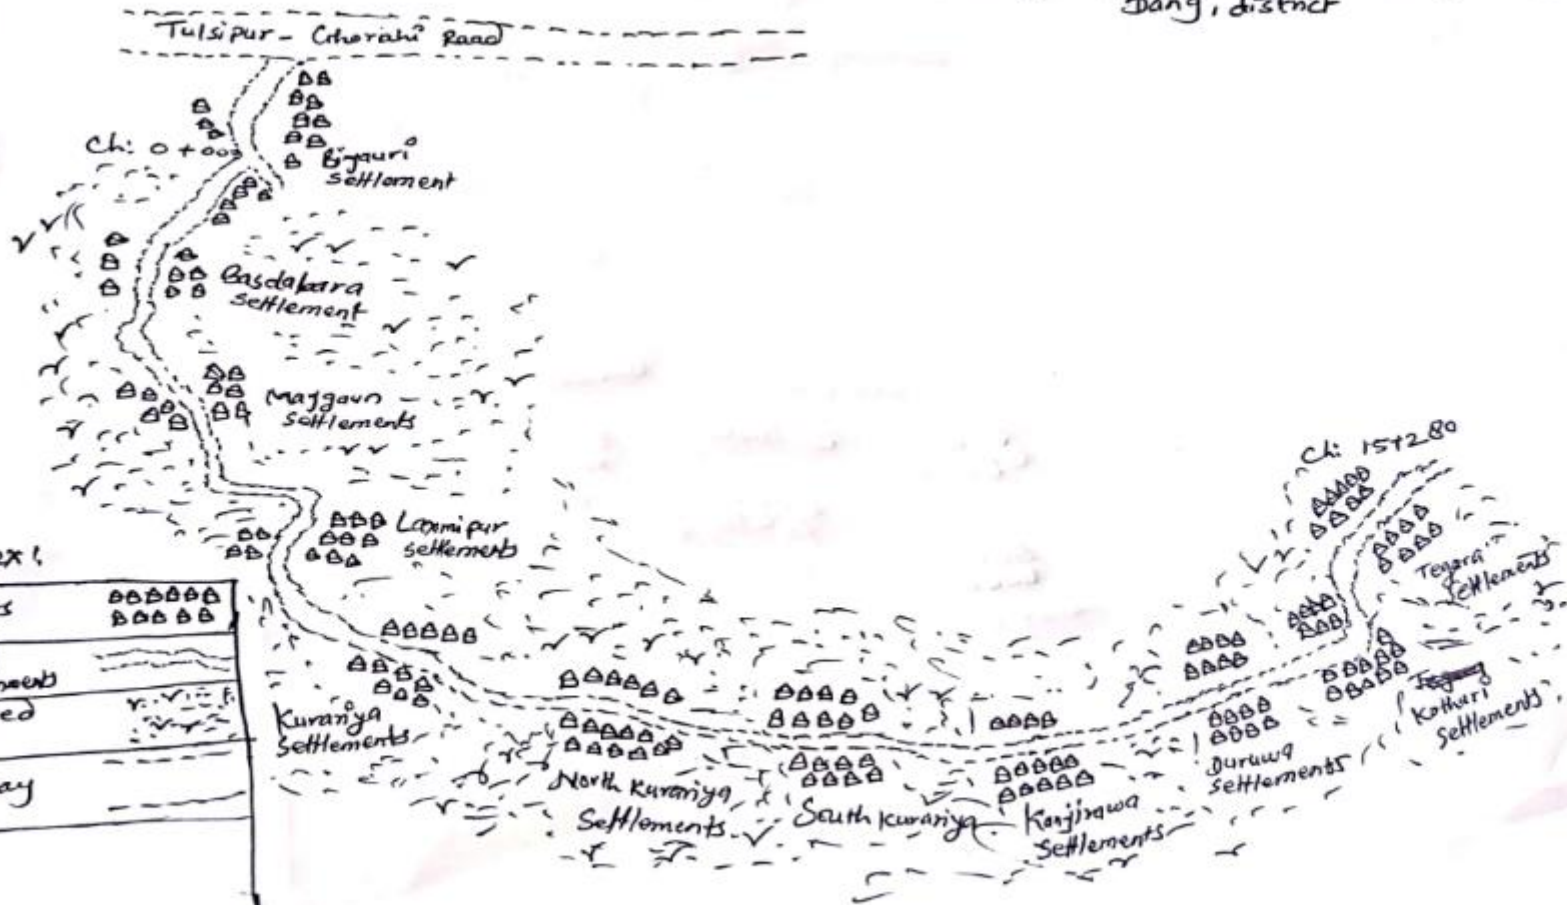 Dang, district
Tulsipur - Ghorahi Road
Ch: 0+000
Bijauri
settlement
Basdabara
settlement
Majgaun
settlements
Ch: 15+280
Laxmipur
settlements
Tegara
settlements
Kurariya
settlements
Kothari
settlements
Duruwa
settlements
North Kurariya
Settlements
South Kurariya
Kanjirawa
settlements